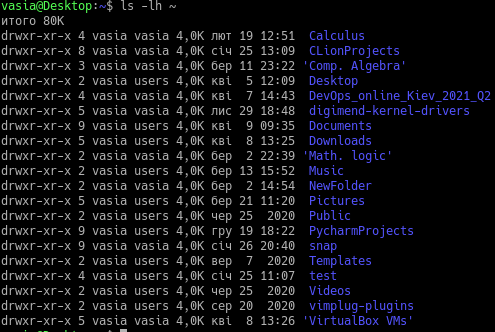 vasia@Desktop:~$ ls -lh ~
итого 80K
drwxr-xr-x 4 vasia vasia 4,0K лют 19 12:51  Calculus
drwxr-xr-x 8 vasia vasia 4,0K січ 25 13:09  CLionProjects
drwxr-xr-x 3 vasia vasia 4,0K бер 11 23:22 'Comp. Algebra'
drwxr-xr-x 2 vasia users 4,0K кві  5 12:09  Desktop
drwxr-xr-x 4 vasia vasia 4,0K кві  7 14:43  DevOps_online_Kiev_2021_Q2
drwxr-xr-x 5 vasia vasia 4,0K лис 29 18:48  digimend-kernel-drivers
drwxr-xr-x 9 vasia users 4,0K кві  9 09:35  Documents
drwxr-xr-x 5 vasia users 4,0K кві  8 13:25  Downloads
drwxr-xr-x 2 vasia vasia 4,0K бер  2 22:39 'Math. logic'
drwxr-xr-x 2 vasia users 4,0K бер 13 15:52  Music
drwxr-xr-x 2 vasia vasia 4,0K бер  2 14:54  NewFolder
drwxr-xr-x 5 vasia users 4,0K бер 21 11:20  Pictures
drwxr-xr-x 2 vasia users 4,0K чер 25  2020  Public
drwxr-xr-x 9 vasia vasia 4,0K гру 19 18:22  PycharmProjects
drwxr-xr-x 9 vasia vasia 4,0K січ 26 20:40  snap
drwxr-xr-x 2 vasia users 4,0K вер  7  2020  Templates
drwxr-xr-x 4 vasia vasia 4,0K січ 25 11:07  test
drwxr-xr-x 2 vasia users 4,0K чер 25  2020  Videos
drwxr-xr-x 2 vasia vasia 4,0K сер 20  2020  vimplug-plugins
drwxr-xr-x 5 vasia vasia 4,0K кві  8 13:26 'VirtualBox VMs'